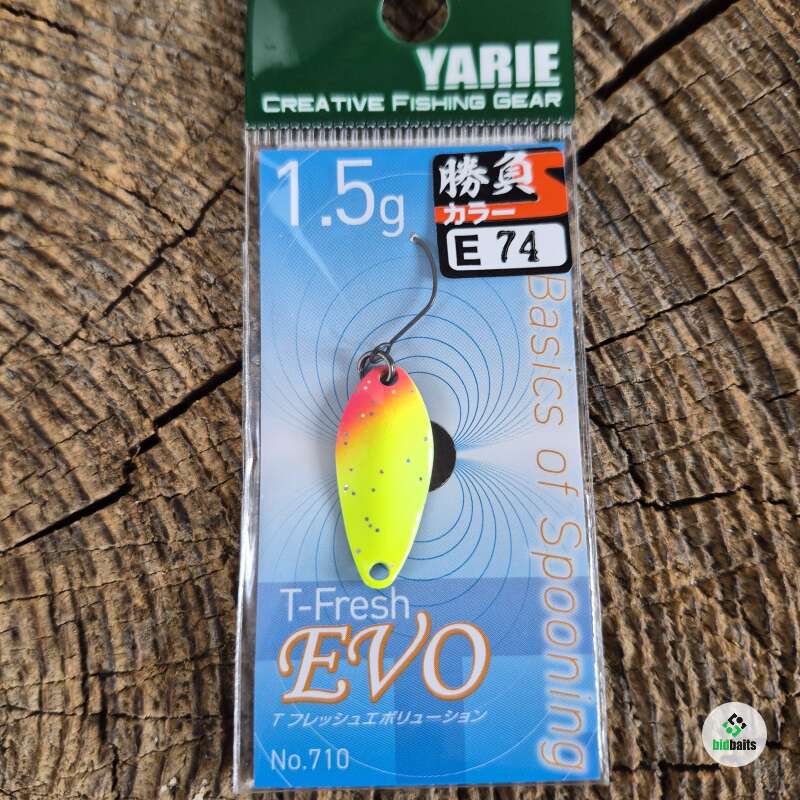 YARIE
CREATIVE FISHING GEAR
1.5g
勝負
カラー
E 74
Basics of Spooning
T-Fresh
EVO
T フレッシュエボリューション
No.710
bidbaits